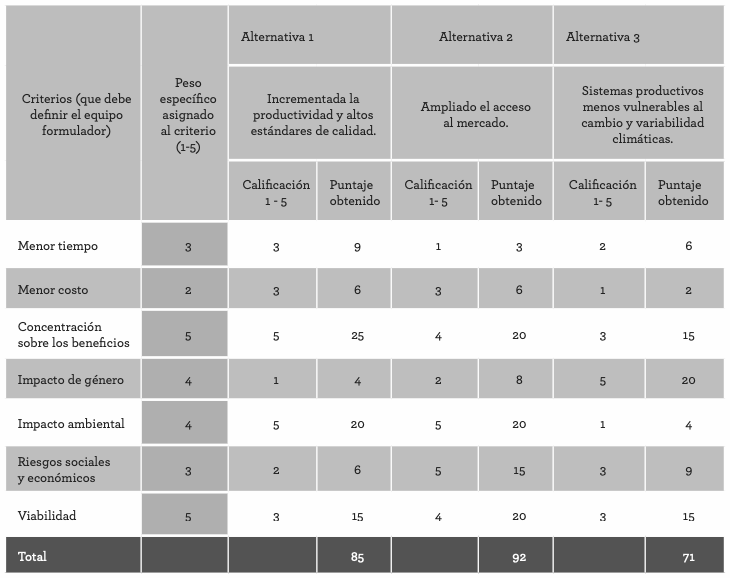 Criterios (que debe
definir el equipo
formulador)
Peso
específico
asignado
al criterio
(1-5)
Alternativa 1
Alternativa 2
Alternativa 3
Incrementada la
productividad y altos
estándares de calidad.
Ampliado el acceso
al mercado.
Sistemas productivos
menos vulnerables al
cambio y variabilidad
climáticas.
Calificación
1 - 5
Puntaje
obtenido
Calificación
1- 5
Puntaje
obtenido
Calificación
1- 5
Puntaje
obtenido
Menor tiempo 3 3 9 1 3 2 6
Menor costo 2 3 6 3 6 1 2
Concentración
sobre los beneficios 5 5 25 4 20 3 15
Impacto de género 4 1 4 2 8 5 20
Impacto ambiental 4 5 20 5 20 1 4
Riesgos sociales
y económicos 3 2 6 5 15 3 9
Viabilidad 5 3 15 4 20 3 15
Total 85 92 71